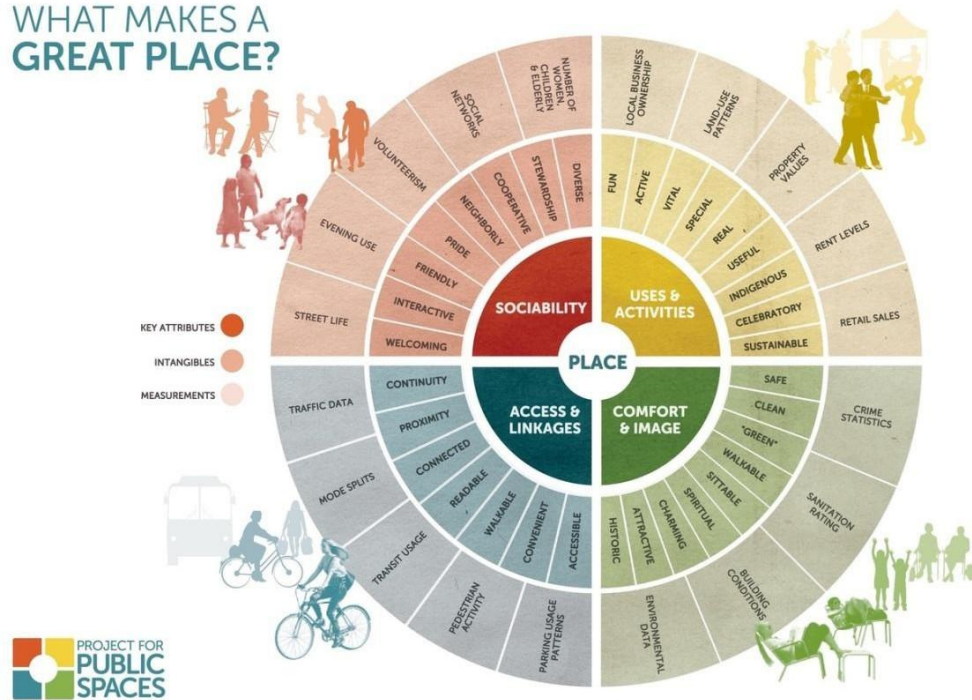 WHAT MAKES A
GREAT PLACE?
KEY ATTRIBUTES
INTANGIBLES
MEASUREMENTS
PLACE
SOCIABILITY
DIVERSE
STEWARDSHIP
COOPERATIVE
NEIGHBORLY
PRIDE
FRIENDLY
INTERACTIVE
WELCOMING
NUMBER OF
WOMEN,
CHILDREN
& ELDERLY
SOCIAL
NETWORKS
VOLUNTEERISM
EVENING USE
STREET LIFE
USES &
ACTIVITIES
FUN
ACTIVE
VITAL
SPECIAL
REAL
USEFUL
INDIGENOUS
CELEBRATORY
SUSTAINABLE
LOCAL BUSINESS
OWNERSHIP
LAND-USE
PATTERNS
PROPERTY
VALUES
RENT LEVELS
RETAIL SALES
ACCESS &
LINKAGES
CONTINUITY
PROXIMITY
CONNECTED
READABLE
WALKABLE
CONVENIENT
ACCESSIBLE
TRAFFIC DATA
MODE SPLITS
TRANSIT USAGE
PEDESTRIAN
ACTIVITY
PARKING USAGE
PATTERNS
COMFORT
& IMAGE
SAFE
CLEAN
"GREEN"
WALKABLE
SITTABLE
SPIRITUAL
CHARMING
ATTRACTIVE
HISTORIC
CRIME
STATISTICS
SANITATION
RATING
BUILDING
CONDITIONS
ENVIRONMENTAL
DATA
PROJECT FOR
PUBLIC
SPACES